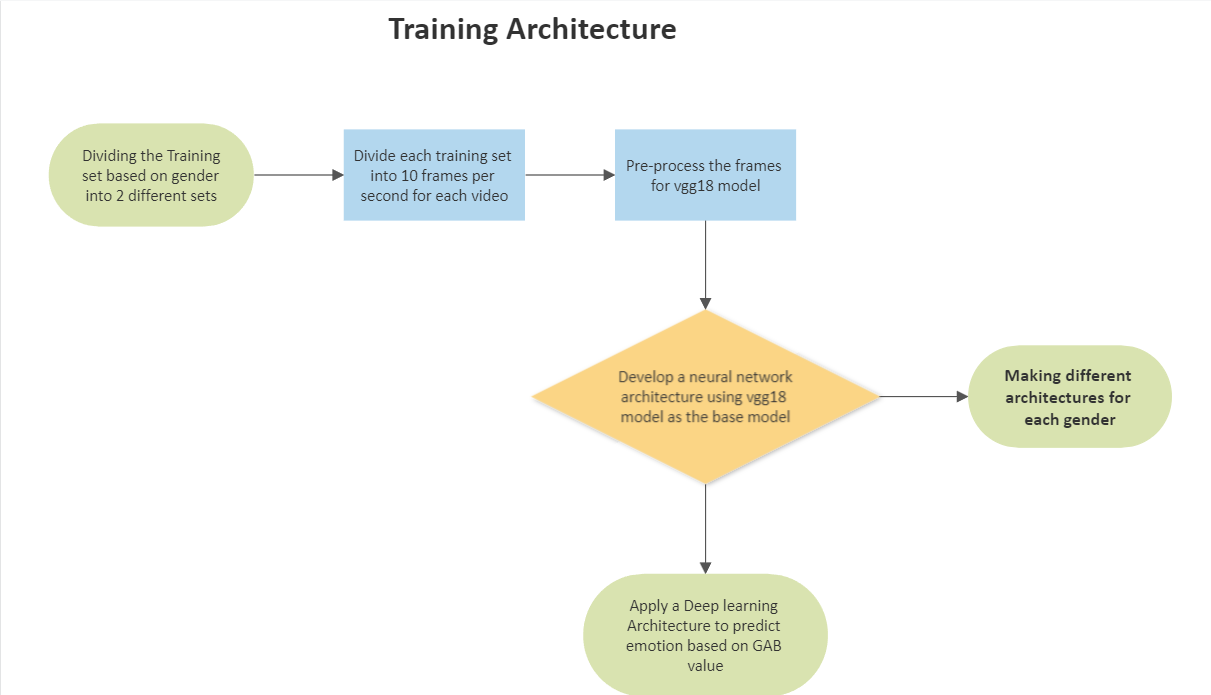 Training Architecture
Dividing the Training
set based on gender
into 2 different sets
Divide each training set
into 10 frames per
second for each video
Pre-process the frames
for vgg18 model
Develop a neural network
architecture using vgg18
model as the base model
Making different
architectures for
each gender
Apply a Deep learning
Architecture to predict
emotion based on GAB
value